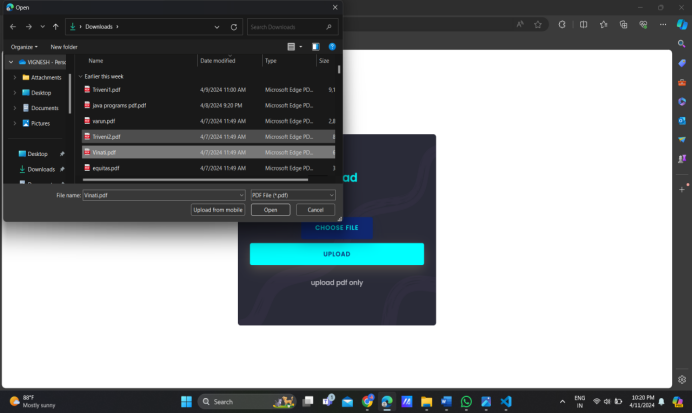 Open
Downloads
Search Downloads
Organize
New folder
Name
Date modified
Type
Size
VIGNESH - Perso
Attachments
Desktop
Documents
Pictures
Desktop
Downloads
Earlier this week
Triveni1.pdf 4/9/2024 11:00 AM Microsoft Edge PD... 9,1
java programs pdf.pdf 4/8/2024 9:20 PM Microsoft Edge PD...
varun.pdf 4/7/2024 11:49 AM Microsoft Edge PD... 2,8
Triveni2.pdf 4/7/2024 11:49 AM Microsoft Edge PD...
Vinati.pdf 4/7/2024 11:49 AM Microsoft Edge PD...
equitas.pdf 4/7/2024 11:49 AM Microsoft Edge PD...
File name: Vinati.pdf
PDF File (*.pdf)
Upload from mobile
Open
Cancel
ad
CHOOSE FILE
UPLOAD
upload pdf only
88°F
Mostly sunny
Search
ENG
IN
10:20 PM
4/11/2024